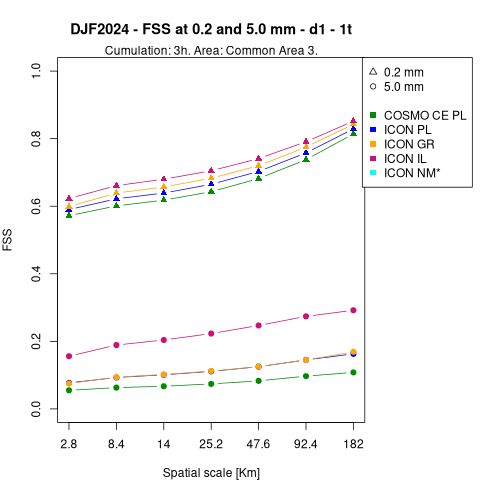 DJF2024 - FSS at 0.2 and 5.0 mm - d1 - 1t
Cumulation: 3h. Area: Common Area 3.
0.2 mm
5.0 mm
COSMO CE PL
ICON PL
ICON GR
ICON IL
ICON NM*
FSS
1.0
0.8
0.6
0.4
0.2
0.0
2.8 8.4 14 25.2 47.6 92.4 182
Spatial scale [Km]